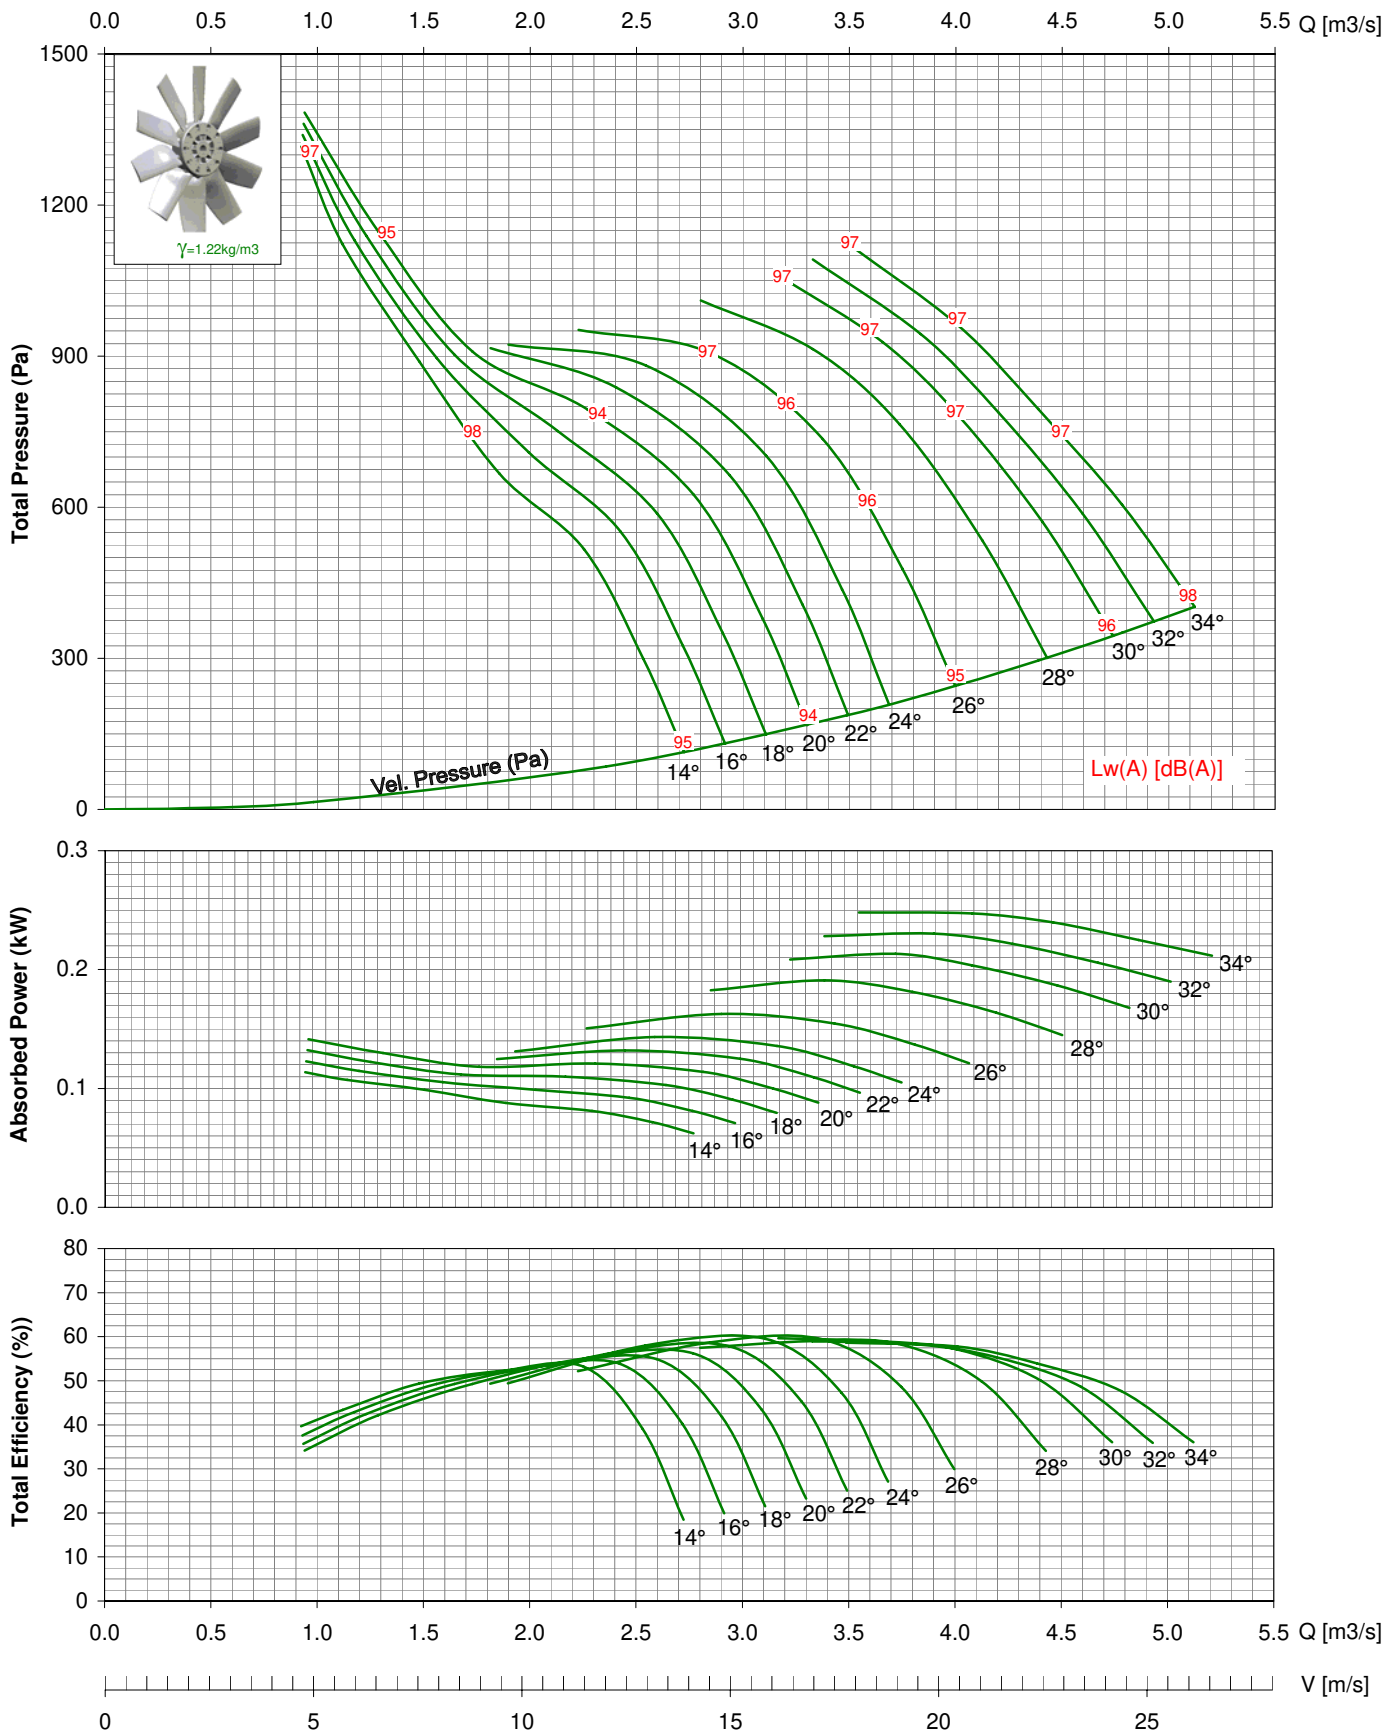 0.0 0.5 1.0 1.5 2.0 2.5 3.0 3.5 4.0 4.5 5.0 5.5 Q [m3/s]
1500
1200
900
600
300
0
Total Pressure (Pa)
γ=1.22kg/m3
97
95
98
94
95
94
97
96
96
95
97
97
97
96
97
97
97
98
Vel. Pressure (Pa)
14° 16° 18° 20° 22° 24° 26° 28° 30° 32° 34°
Lw(A) [dB(A)]
0.3
0.2
0.1
0.0
Absorbed Power (kW)
14° 16° 18° 20° 22° 24° 26° 28° 30° 32° 34°
80
70
60
50
40
30
20
10
0
Total Efficiency (%))
14° 16° 18° 20° 22° 24° 26° 28° 30° 32° 34°
0.0 0.5 1.0 1.5 2.0 2.5 3.0 3.5 4.0 4.5 5.0 5.5 Q [m3/s]
V [m/s]
0 5 10 15 20 25